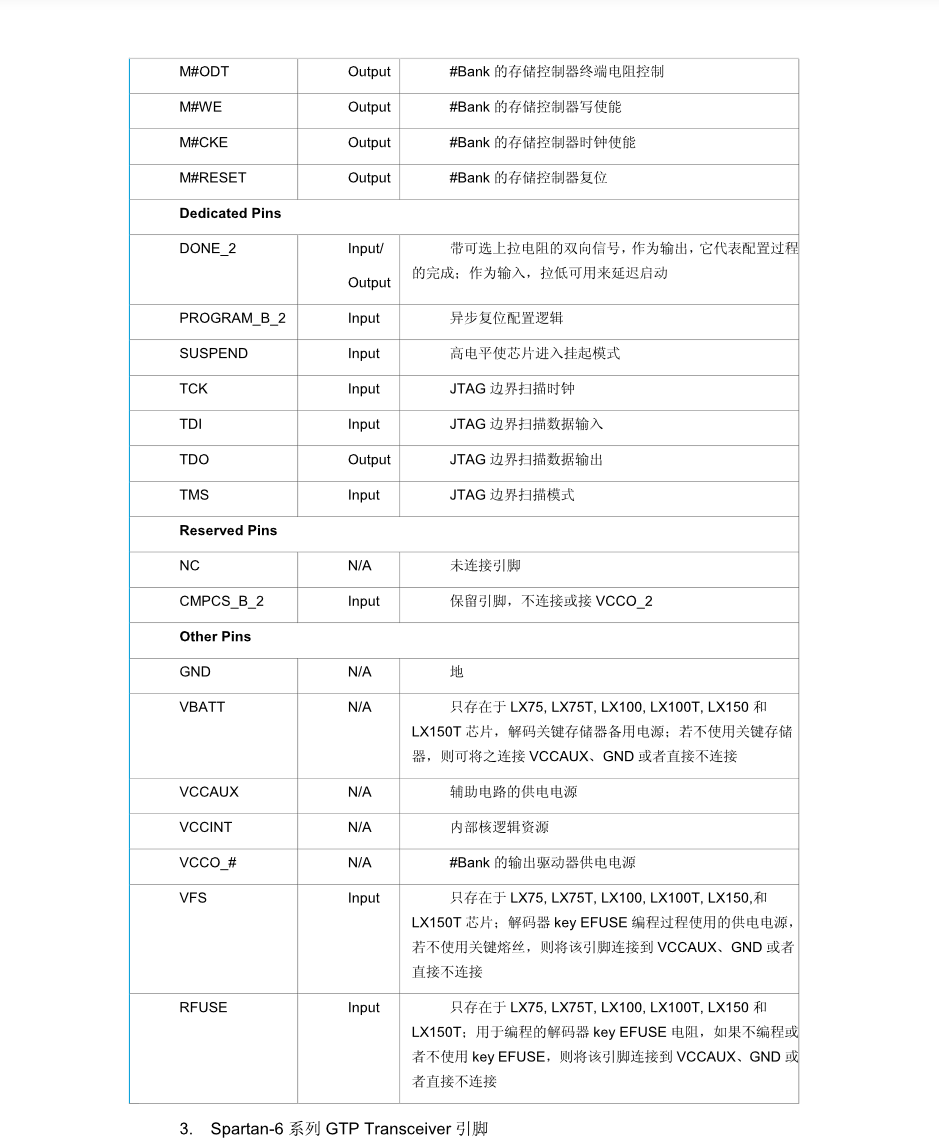 M#ODT Output #Bank 的存储控制器终端电阻控制
M#WE Output #Bank 的存储控制器写使能
M#CKE Output #Bank 的存储控制器时钟使能
M#RESET Output #Bank 的存储控制器复位
Dedicated Pins
DONE_2 Input/ 带可选上拉电阻的双向信号，作为输出，它代表配置过程
Output 的完成；作为输入，拉低可用来延迟启动
PROGRAM_B_2 Input 异步复位配置逻辑
SUSPEND Input 高电平使芯片进入挂起模式
TCK Input JTAG 边界扫描时钟
TDI Input JTAG 边界扫描数据输入
TDO Output JTAG 边界扫描数据输出
TMS Input JTAG 边界扫描模式
Reserved Pins
NC N/A 未连接引脚
CMPCS_B_2 Input 保留引脚，不连接或接 VCCO_2
Other Pins
GND N/A 地
VBATT N/A 只存在于 LX75, LX75T, LX100, LX100T, LX150 和
LX150T 芯片，解码关键存储器备用电源；若不使用关键存储
器，则可将之连接 VCCAUX、GND 或者直接不连接
VCCAUX N/A 辅助电路的供电电源
VCCINT N/A 内部核逻辑资源
VCCO_# N/A #Bank 的输出驱动器供电电源
VFS Input 只存在于 LX75, LX75T, LX100, LX100T, LX150,和
LX150T 芯片；解码器 key EFUSE 编程过程使用的供电电源，
若不使用关键熔丝，则将该引脚连接到 VCCAUX、GND 或者
直接不连接
RFUSE Input 只存在于 LX75, LX75T, LX100, LX100T, LX150 和
LX150T；用于编程的解码器 key EFUSE 电阻，如果不编程或
者不使用 key EFUSE，则将该引脚连接到 VCCAUX、GND 或
者直接不连接
3. Spartan-6 系列 GTP Transceiver 引脚